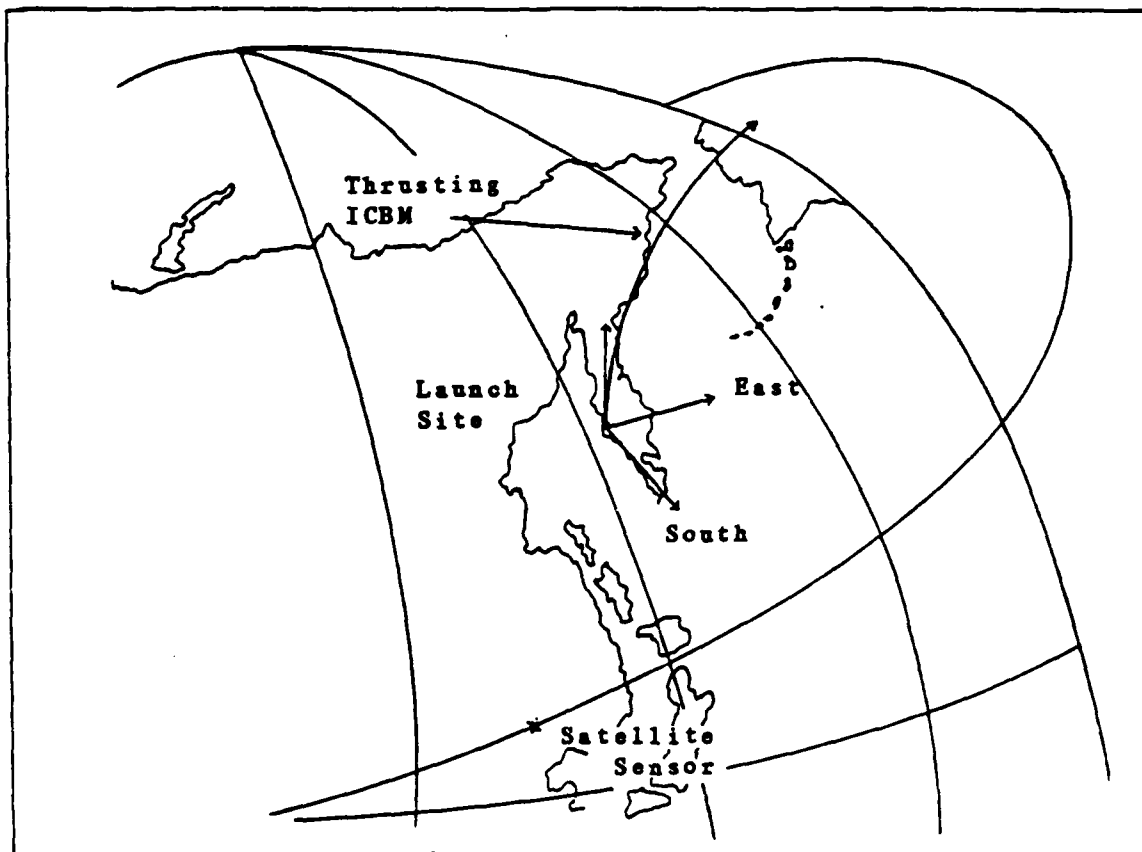 Thrusting
ICBM
Launch
Site
East
South
Satellite
Sensor